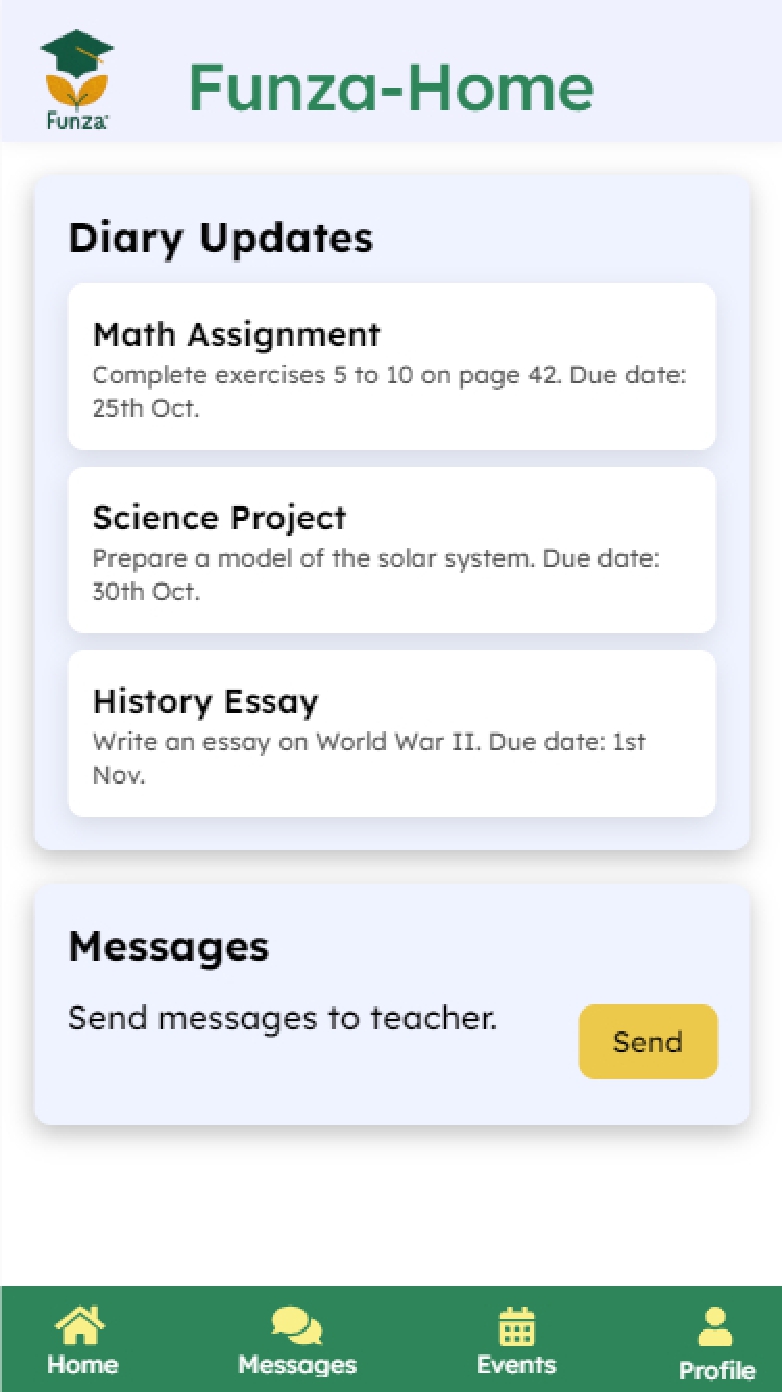 Funza
Funza-Home
Diary Updates
Math Assignment
Complete exercises 5 to 10 on page 42. Due date:
25th Oct.
Science Project
Prepare a model of the solar system. Due date:
30th Oct.
History Essay
Write an essay on World War II. Due date: 1st
Nov.
Messages
Send messages to teacher.
Send
Home
Messages
Events
Profile